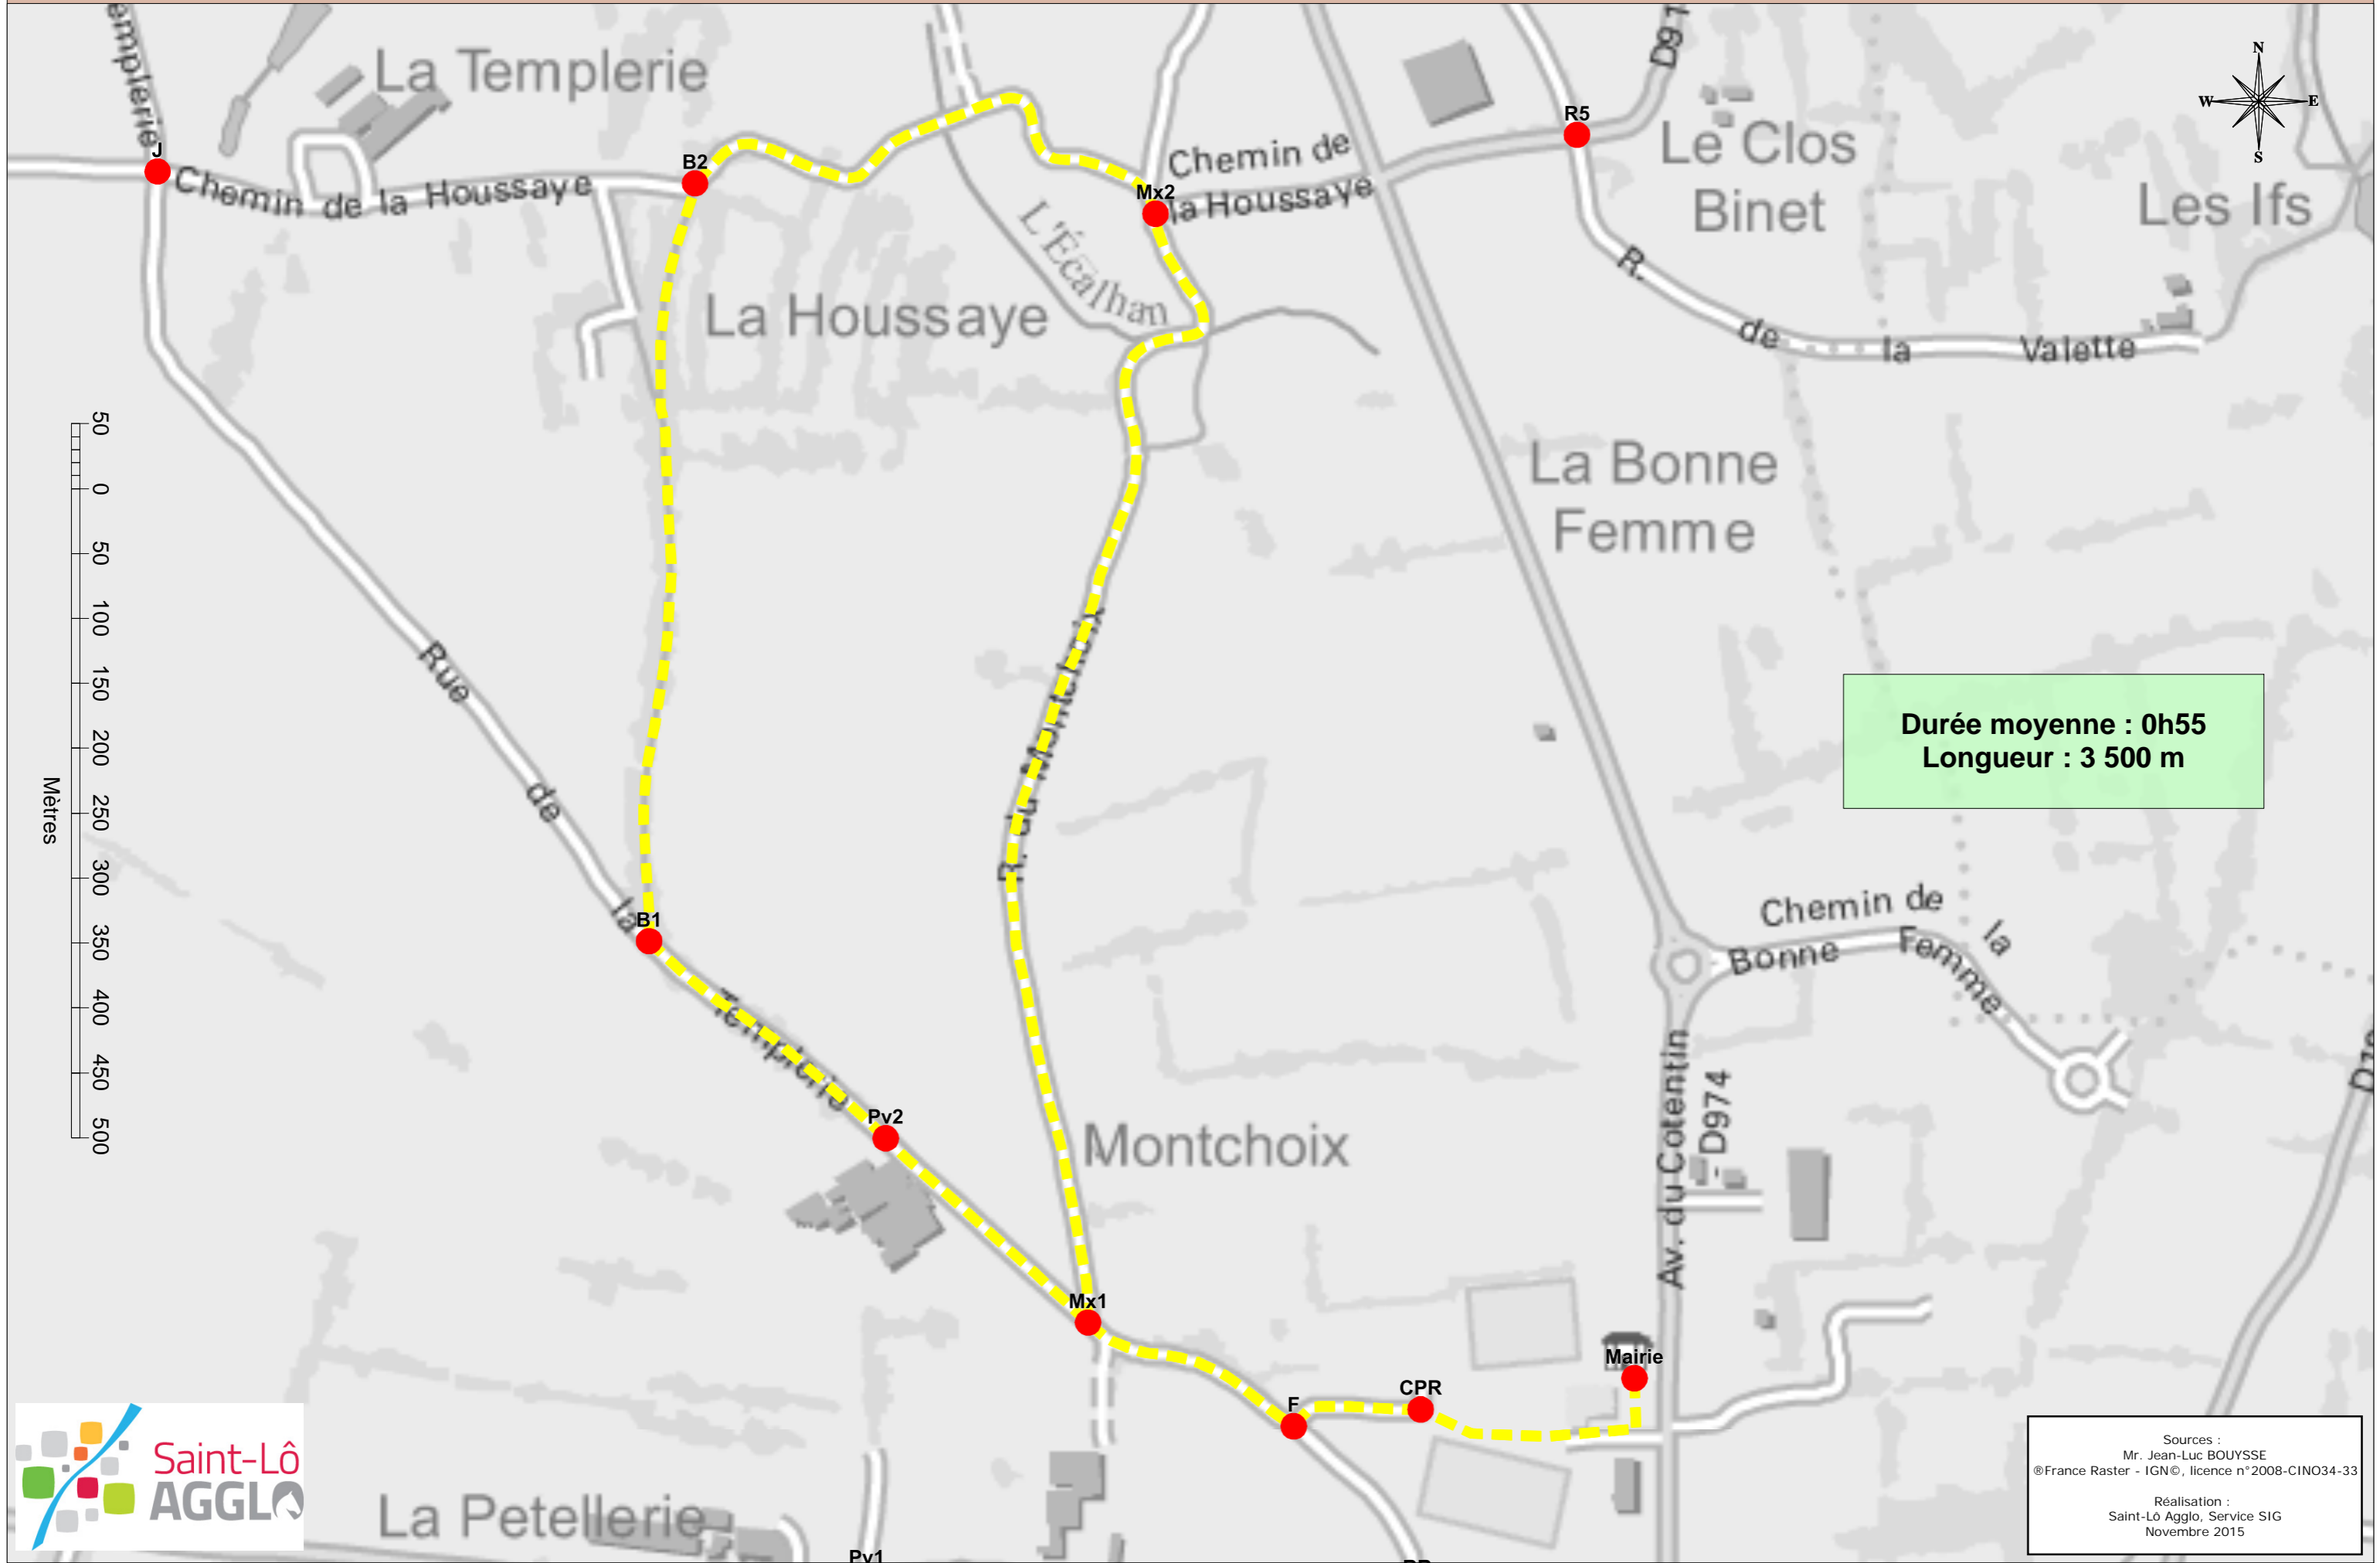 emplerie
La Templerie
D91
N
W E
S
R5
J
B2
Chemin de
la Houssaye
Mx2
Le Clos
Binet
Les Ifs
Chemin de la Houssaye
L'Écalhan
La Houssaye
R. de la Valette
50
0
50
100
150
200
250
300
350
400
450
500
Mètres
La Bonne
Femme
Rue de la Templerie
R. du Montchoix
Durée moyenne : 0h55
Longueur : 3 500 m
B1
Chemin de la
Bonne Femme
Pv2
Montchoix
Av. du Cotentin
- D974
Mx1
Mairie
CPR
F
Saint-Lô
AGGLO
La Petellerie
Pv1
Sources :
Mr. Jean-Luc BOUYSSE
®France Raster - IGN©, licence n°2008-CINO34-33
Réalisation :
Saint-Lô Agglo, Service SIG
Novembre 2015